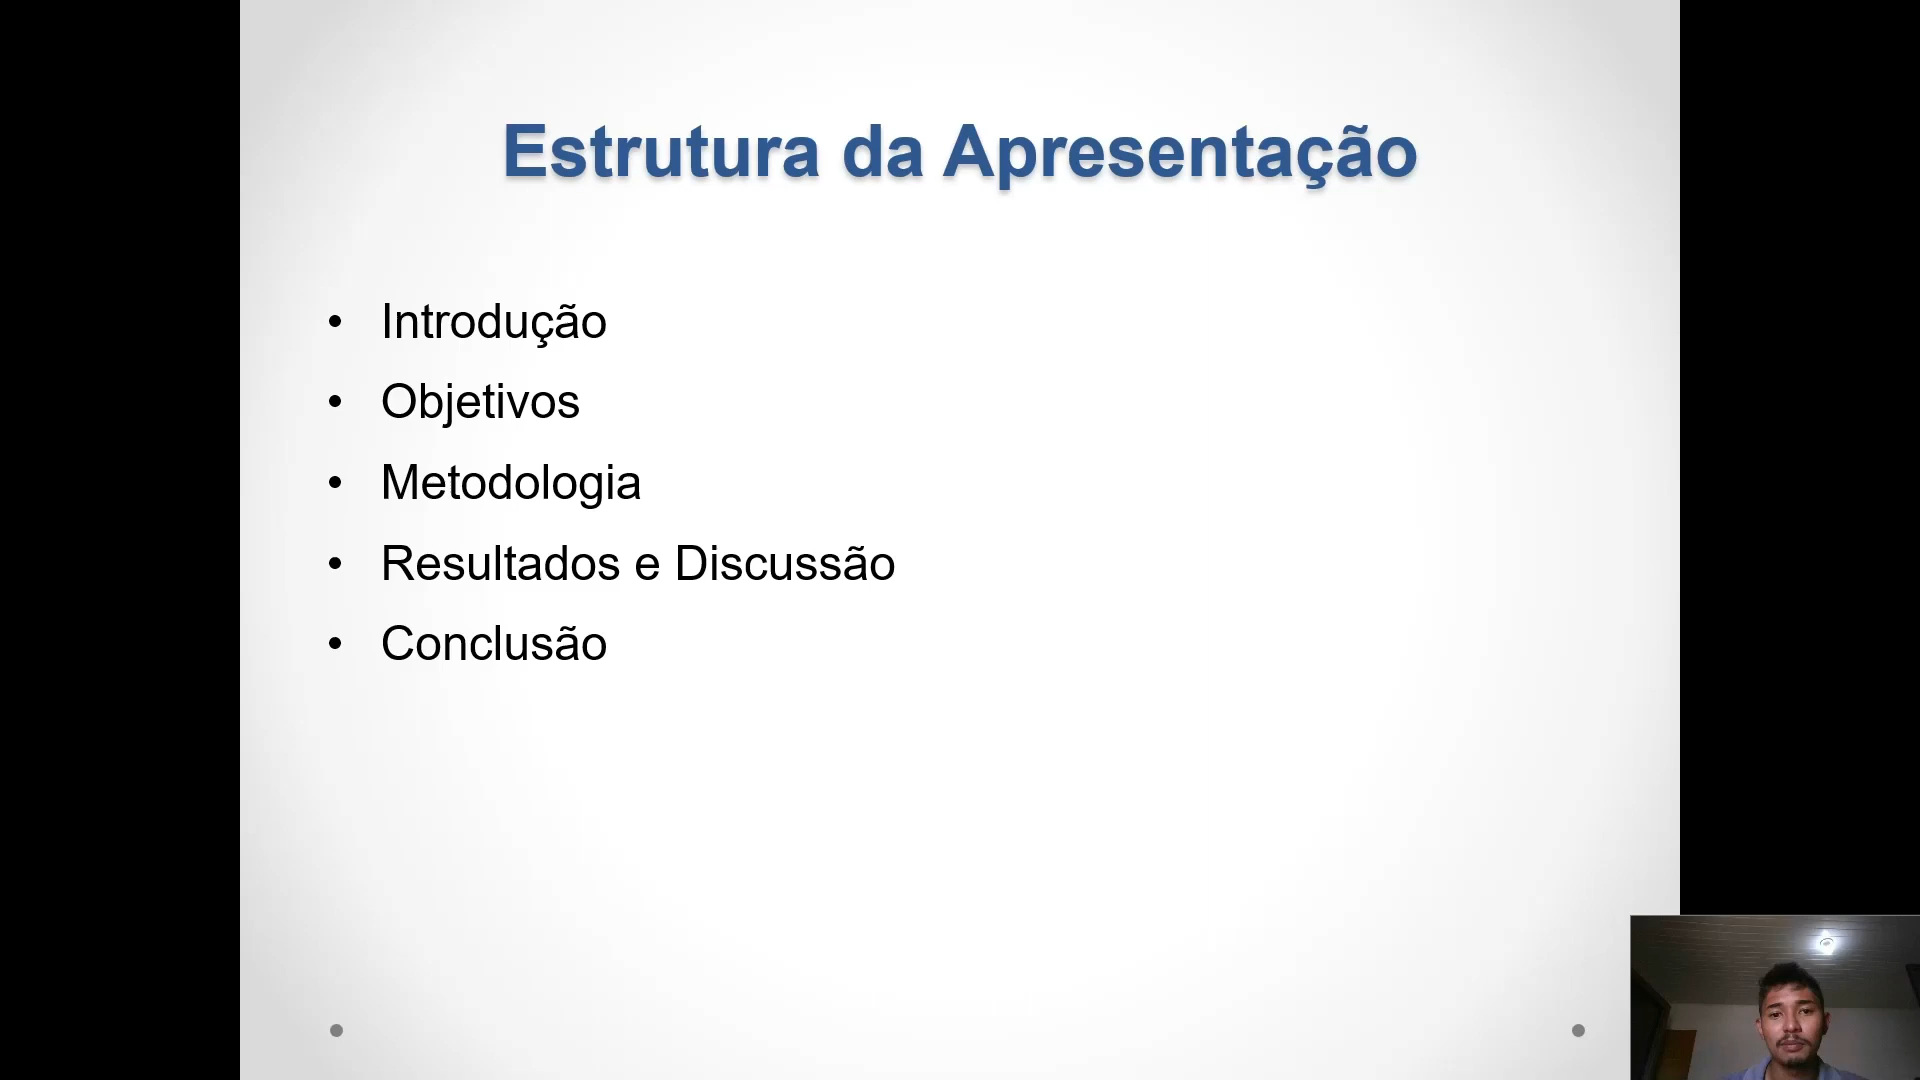 Estrutura da Apresentação
• Introdução
• Objetivos
• Metodologia
• Resultados e Discussão
• Conclusão